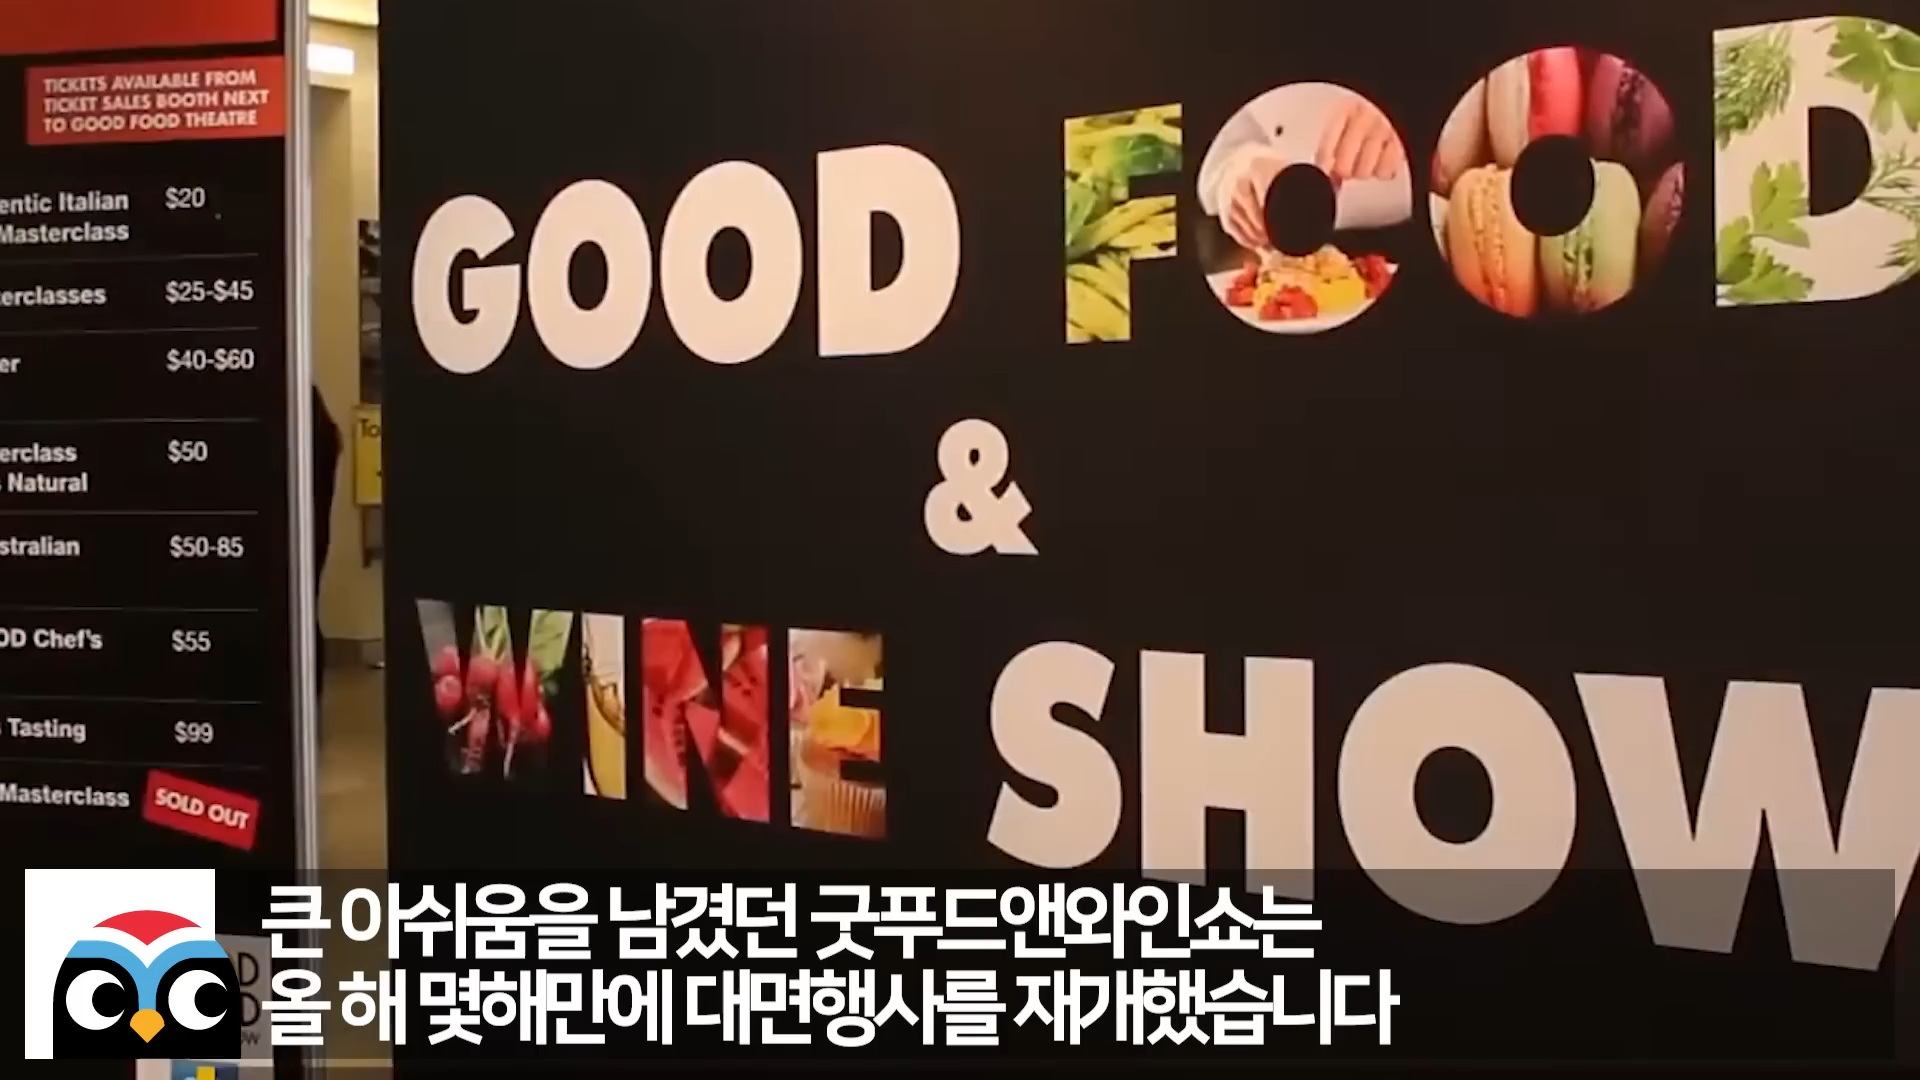 TICKETS AVAILABLE FROM
TICKET SALES BOOTH NEXT
TO GOOD FOOD THEATRE
entic Italian $20
Masterclass
erclasses $25-$45
er $40-$60
erclass $50
Natural
stralian $50-85
OD Chef's $55
Tasting $99
Masterclass SOLD OUT
To
GOOD FOOD
&
WINE SHOW
큰 아쉬움을 남겼던 굿푸드앤와인쇼는
올 해 몇해만에 대면행사를 재개했습니다